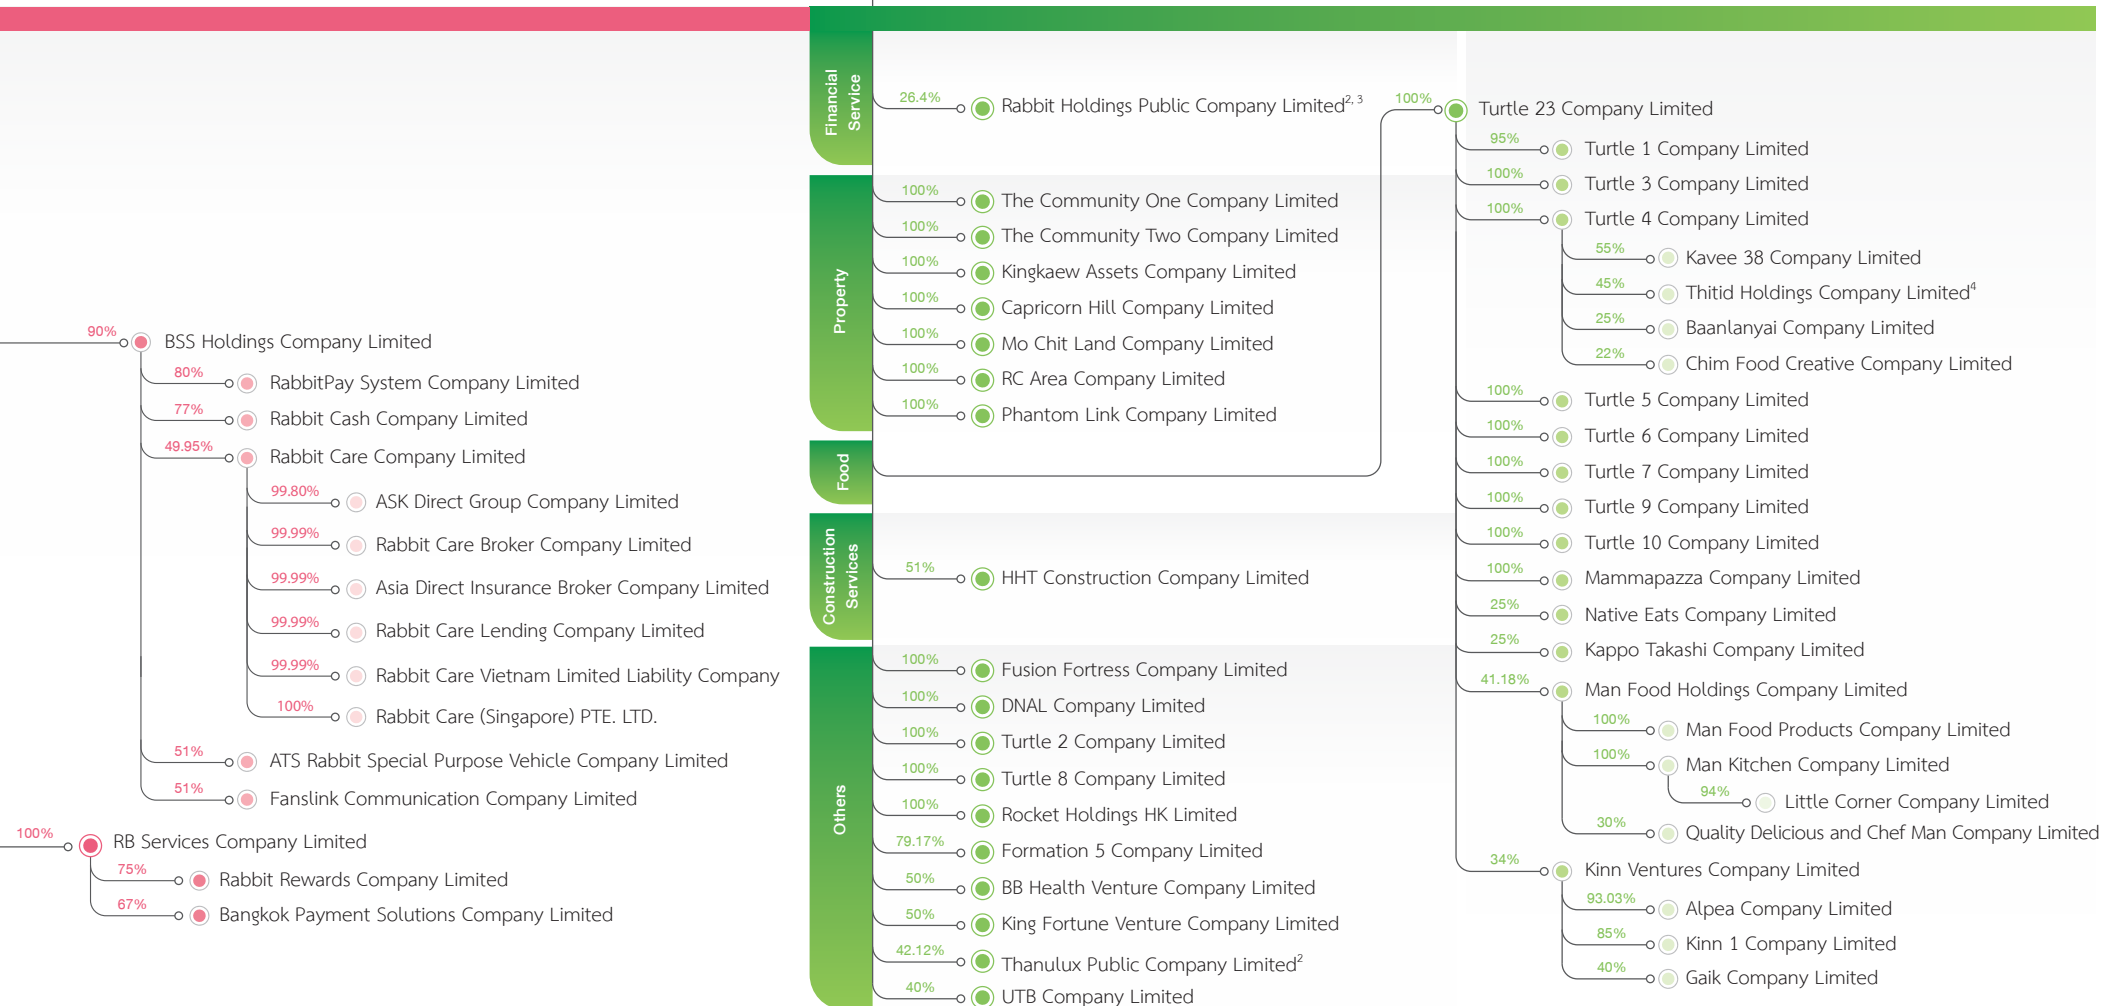 90%
BSS Holdings Company Limited
80%
RabbitPay System Company Limited
77%
Rabbit Cash Company Limited
49.95%
Rabbit Care Company Limited
99.80%
ASK Direct Group Company Limited
99.99%
Rabbit Care Broker Company Limited
99.99%
Asia Direct Insurance Broker Company Limited
99.99%
Rabbit Care Lending Company Limited
99.99%
Rabbit Care Vietnam Limited Liability Company
100%
Rabbit Care (Singapore) PTE. LTD.
51%
ATS Rabbit Special Purpose Vehicle Company Limited
51%
Fanslink Communication Company Limited
100%
RB Services Company Limited
75%
Rabbit Rewards Company Limited
67%
Bangkok Payment Solutions Company Limited
Financial
Service
26.4%
Rabbit Holdings Public Company Limited2, 3
Property
100%
The Community One Company Limited
100%
The Community Two Company Limited
100%
Kingkaew Assets Company Limited
100%
Capricorn Hill Company Limited
100%
Mo Chit Land Company Limited
100%
RC Area Company Limited
100%
Phantom Link Company Limited
Food
Construction
Services
51%
HHT Construction Company Limited
Others
100%
Fusion Fortress Company Limited
100%
DNAL Company Limited
100%
Turtle 2 Company Limited
100%
Turtle 8 Company Limited
100%
Rocket Holdings HK Limited
79.17%
Formation 5 Company Limited
50%
BB Health Venture Company Limited
50%
King Fortune Venture Company Limited
42.12%
Thanulux Public Company Limited2
40%
UTB Company Limited
100%
Turtle 23 Company Limited
95%
Turtle 1 Company Limited
100%
Turtle 3 Company Limited
100%
Turtle 4 Company Limited
55%
Kavee 38 Company Limited
45%
Thitid Holdings Company Limited4
25%
Baanlanyai Company Limited
22%
Chim Food Creative Company Limited
100%
Turtle 5 Company Limited
100%
Turtle 6 Company Limited
100%
Turtle 7 Company Limited
100%
Turtle 9 Company Limited
100%
Turtle 10 Company Limited
100%
Mammapazza Company Limited
25%
Native Eats Company Limited
25%
Kappo Takashi Company Limited
41.18%
Man Food Holdings Company Limited
100%
Man Food Products Company Limited
100%
Man Kitchen Company Limited
94%
Little Corner Company Limited
30%
Quality Delicious and Chef Man Company Limited
34%
Kinn Ventures Company Limited
93.03%
Alpea Company Limited
85%
Kinn 1 Company Limited
40%
Gaik Company Limited